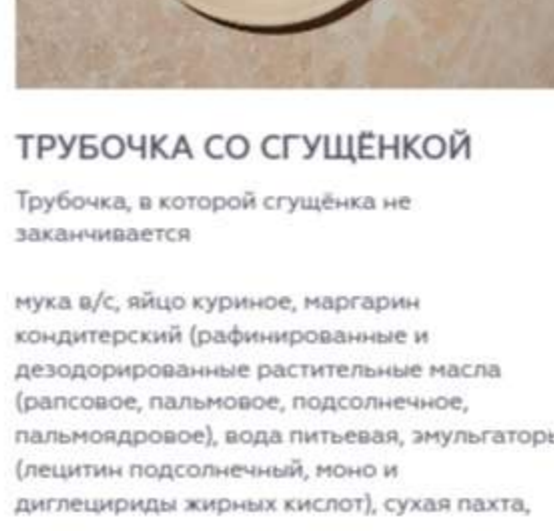 ТРУБОЧКА СО СГУЩЁНКОЙ
Трубочка, в которой сгущёнка не
заканчивается
мука в/с, яйцо куриное, маргарин
кондитерский (рафинированные и
дезодорированные растительные масла
(рапсовое, пальмовое, подсолнечное,
пальмоядровое), вода питьевая, эмульгаторы
(лецитин подсолнечный, моно и
диглецириды жирных кислот), сухая пахта,